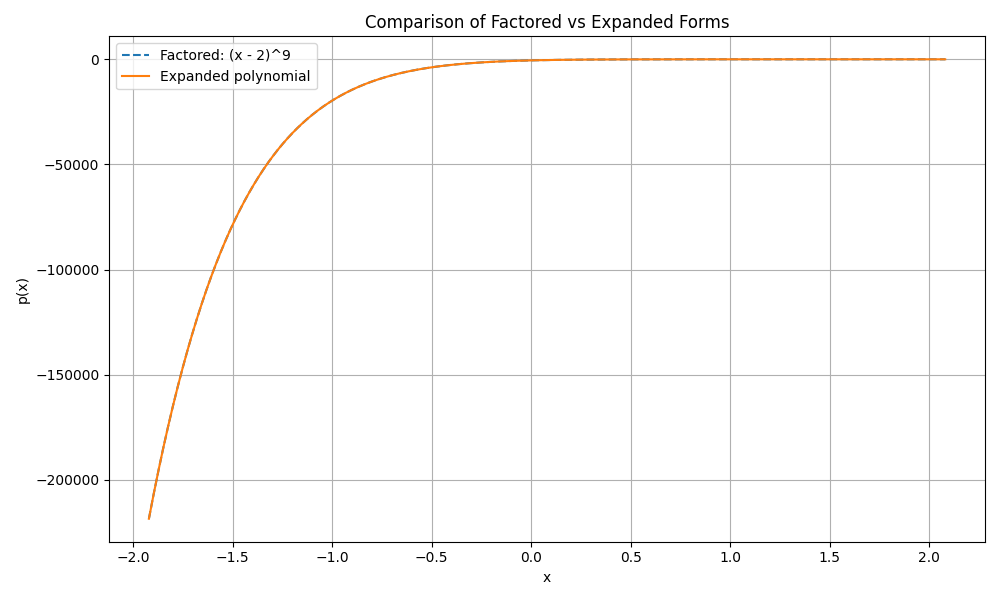 Comparison of Factored vs Expanded Forms
Factored: (x - 2)^9
Expanded polynomial
0
−50000
−100000
−150000
−200000
p(x)
−2.0 −1.5 −1.0 −0.5 0.0 0.5 1.0 1.5 2.0
x